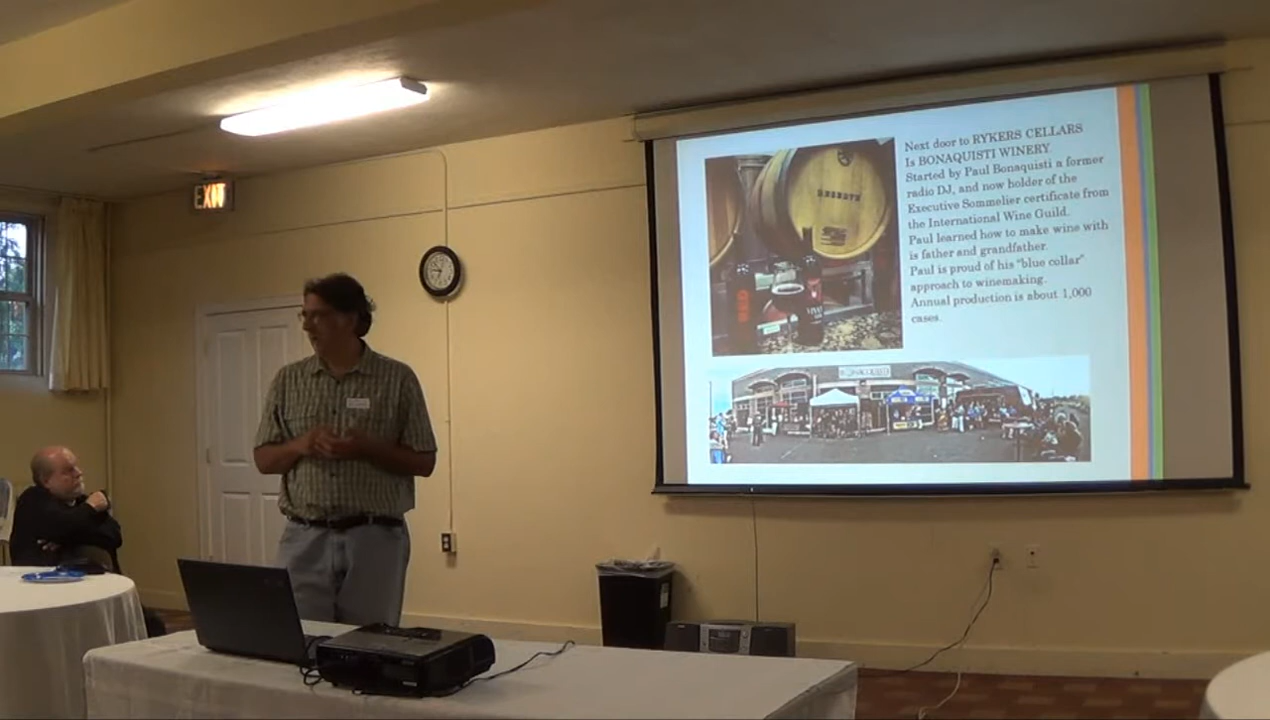 EXIT
Next door to RYKERS CELLARS
Is BONAQUISTI WINERY.
Started by Paul Bonaquisti a former
radio DJ, and now holder of the
Executive Sommelier certificate from
the International Wine Guild.
Paul learned how to make wine with
is father and grandfather.
Paul is proud of his "blue collar"
approach to winemaking.
Annual production is about 1,000
cases.
BONACQUISTI